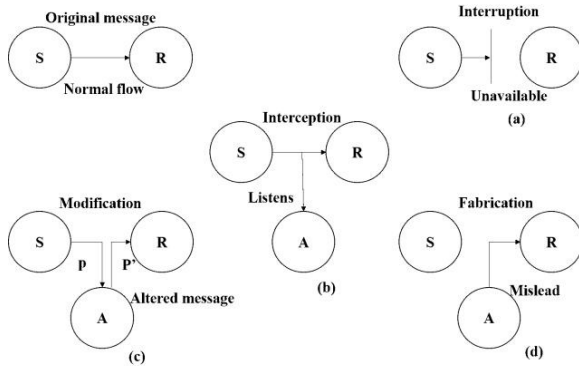 Original message
S R
Normal flow
Interruption
S R
Unavailable
(a)
Interception
S R
Listens
A
(b)
Modification
S R
p P'
Altered message
A
(c)
Fabrication
S R
Mislead
A
(d)